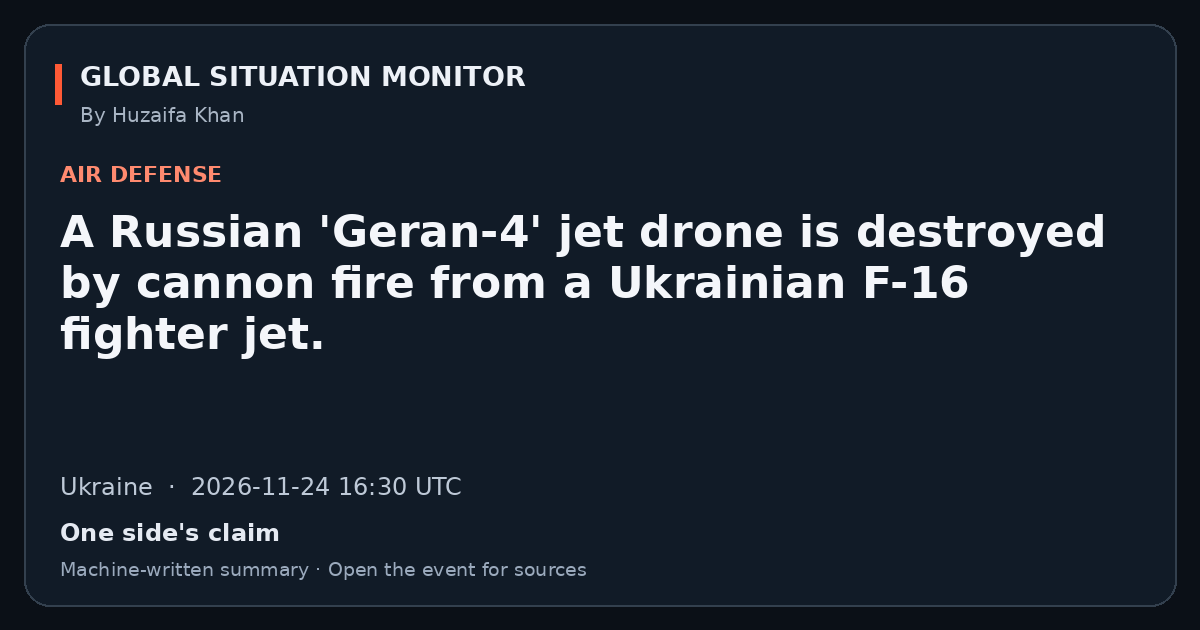 GLOBAL SITUATION MONITOR
By Huzaifa Khan
AIR DEFENSE
A Russian 'Geran-4' jet drone is destroyed
by cannon fire from a Ukrainian F-16
fighter jet.
Ukraine · 2026-11-24 16:30 UTC
One side's claim
Machine-written summary · Open the event for sources